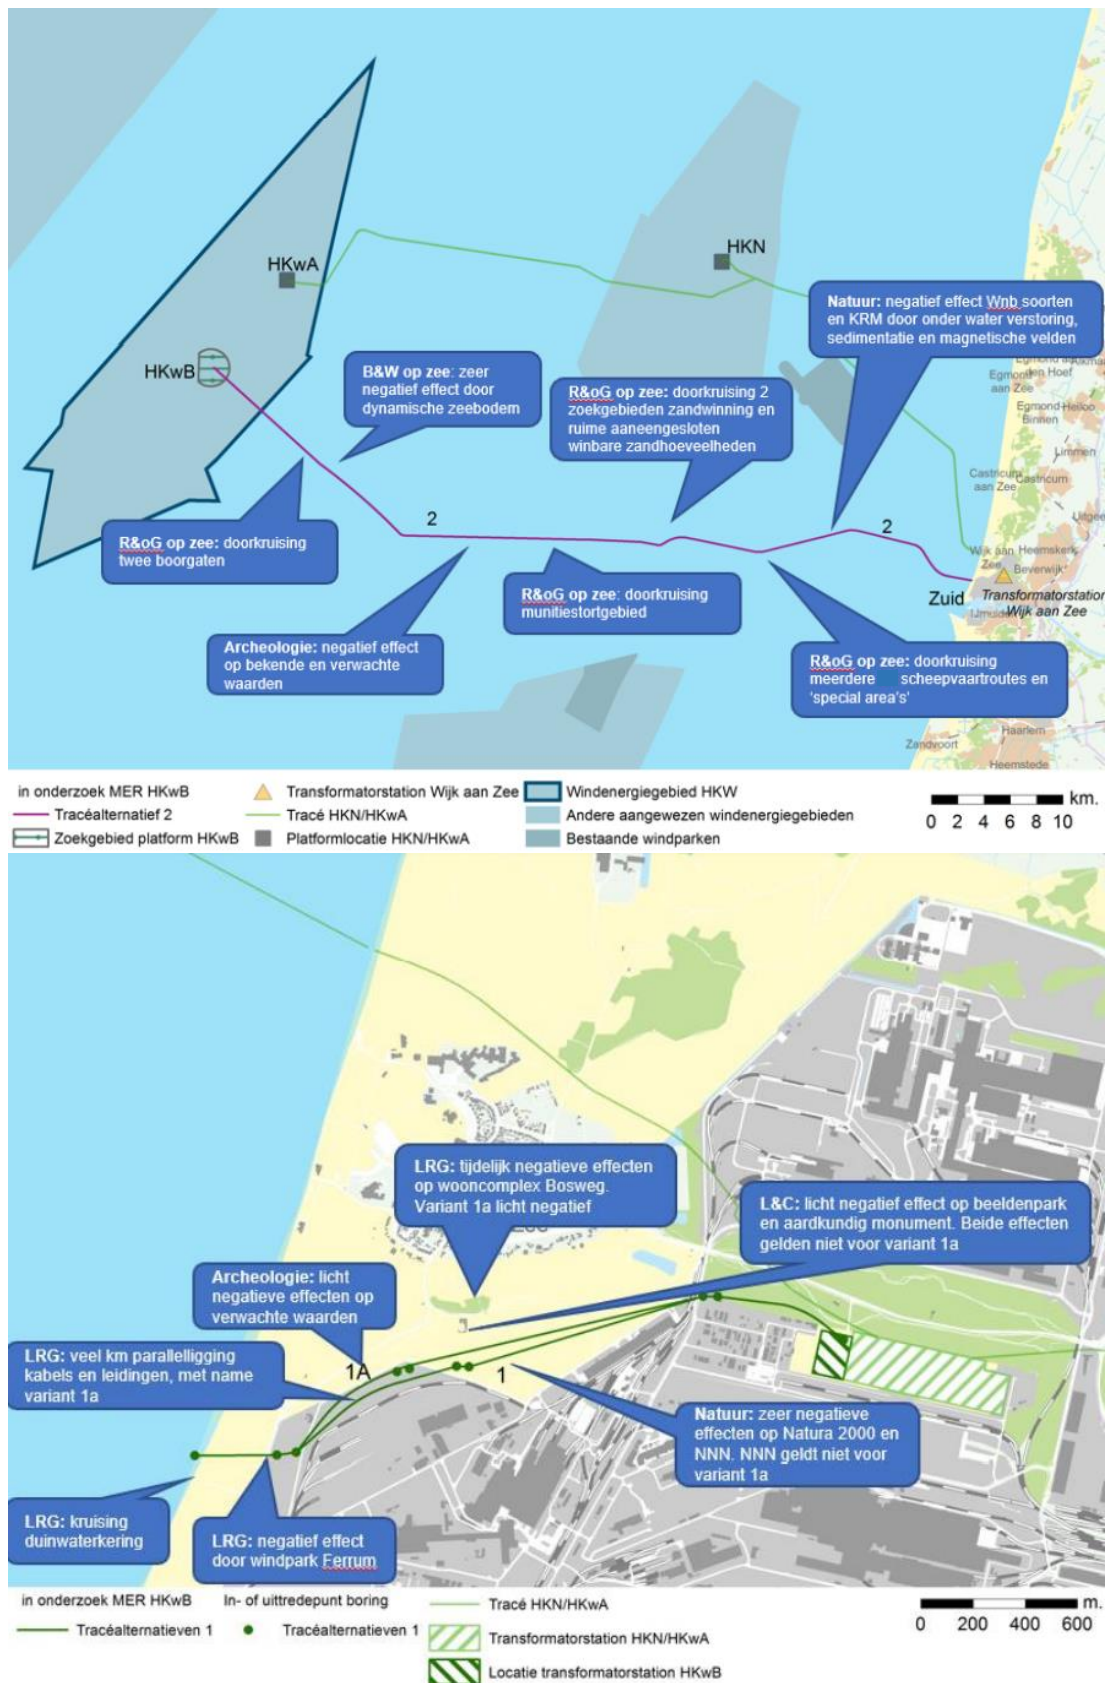 HKN
HKwA
Natuur: negatief effect Wnb soorten
en KRM door onder water verstoring,
sedimentatie en magnetische velden
HKwB
B&W op zee: zeer
negatief effect door
dynamische zeebodem
R&oG op zee: doorkruising 2
zoekgebieden zandwinning en
ruime aaneengesloten
winbare zandhoeveelheden
Egmond
aan Zee
den Hoef
Egmond-
Binnen
Heiloo
Limmen
Castricum
aan Zee
Castricum
Uitgee
2
2
R&oG op zee: doorkruising
twee boorgaten
Wijk aan
Zee
Heemskerk
Beverwijk
Zuid
Transformatorstation
Wijk aan Zee
IJmuiden
R&oG op zee: doorkruising
munitiestortgebied
Archeologie: negatief effect
op bekende en verwachte
waarden
R&oG op zee: doorkruising
meerdere scheepvaartroutes en
'special area's'
Haarlem
Zandvoort
Heemstede
in onderzoek MER HKwB
Tracéalternatief 2
Zoekgebied platform HKwB
Transformatorstation Wijk aan Zee
Tracé HKN/HKwA
Platformlocatie HKN/HKwA
Windenergiegebied HKW
Andere aangewezen windenergiegebieden
Bestaande windparken
km.
0 2 4 6 8 10
LRG: tijdelijk negatieve effecten
op wooncomplex Bosweg.
Variant 1a licht negatief
L&C: licht negatief effect op beeldenpark
en aardkundig monument. Beide effecten
gelden niet voor variant 1a
Archeologie: licht
negatieve effecten op
verwachte waarden
LRG: veel km parallelligging
kabels en leidingen, met name
variant 1a
1A
1
Natuur: zeer negatieve
effecten op Natura 2000 en
NNN. NNN geldt niet voor
variant 1a
LRG: kruising
duinwaterkering
LRG: negatief effect
door windpark Ferrum
in onderzoek MER HKwB
Tracéalternatieven 1
In- of uittredepunt boring
Tracéalternatieven 1
Tracé HKN/HKwA
Transformatorstation HKN/HKwA
Locatie transformatorstation HKwB
m.
0 200 400 600